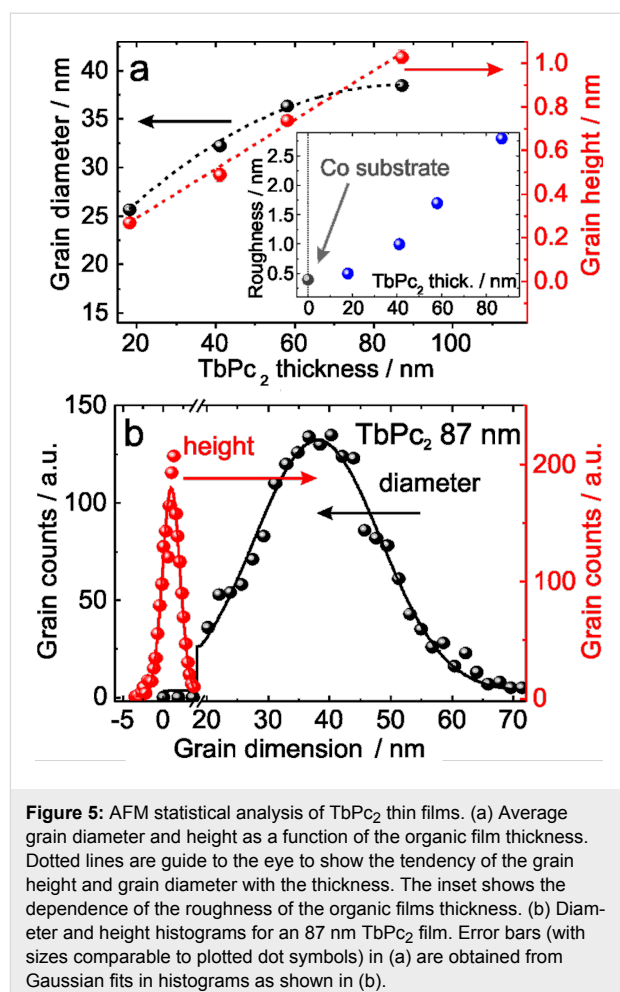 a
40
35
30
25
20
15
Grain diameter / nm
1.0
0.8
0.6
0.4
0.2
0.0
Grain height / nm
2.5
2.0
1.5
1.0
0.5
Roughness / nm
Co substrate
TbPc2 thick. / nm
0 20 40 60 80
20 40 60 80 100
TbPc2 thickness / nm
b
TbPc2 87 nm
height
diameter
150
100
50
0
Grain counts / a.u.
200
100
0
Grain counts / a.u.
-5 0 20 30 40 50 60 70
Grain dimension / nm
Figure 5: AFM statistical analysis of TbPc2 thin films. (a) Average
grain diameter and height as a function of the organic film thickness.
Dotted lines are guide to the eye to show the tendency of the grain
height and grain diameter with the thickness. The inset shows the
dependence of the roughness of the organic films thickness. (b) Diam-
eter and height histograms for an 87 nm TbPc2 film. Error bars (with
sizes comparable to plotted dot symbols) in (a) are obtained from
Gaussian fits in histograms as shown in (b).